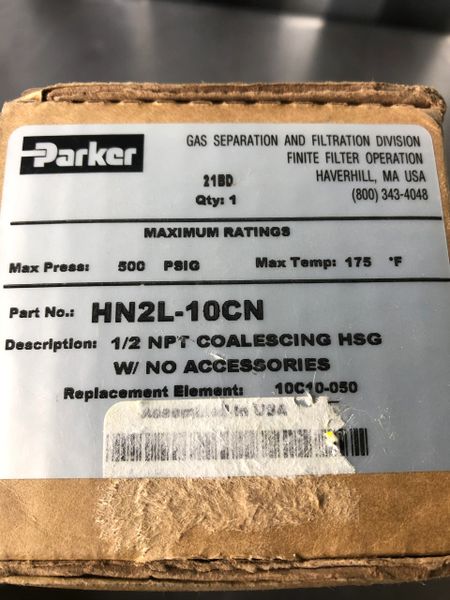 Parker
GAS SEPARATION AND FILTRATION DIVISION
FINITE FILTER OPERATION
HAVERHILL, MA USA
(800) 343-4048
21BD
Qty: 1
MAXIMUM RATINGS
Max Press: 500 PSIG Max Temp: 175 °F
Part No.: HN2L-10CN
Description: 1/2 NPT COALESCING HSG
W/ NO ACCESSORIES
Replacement Element: 10C10-050
Assembled in USA